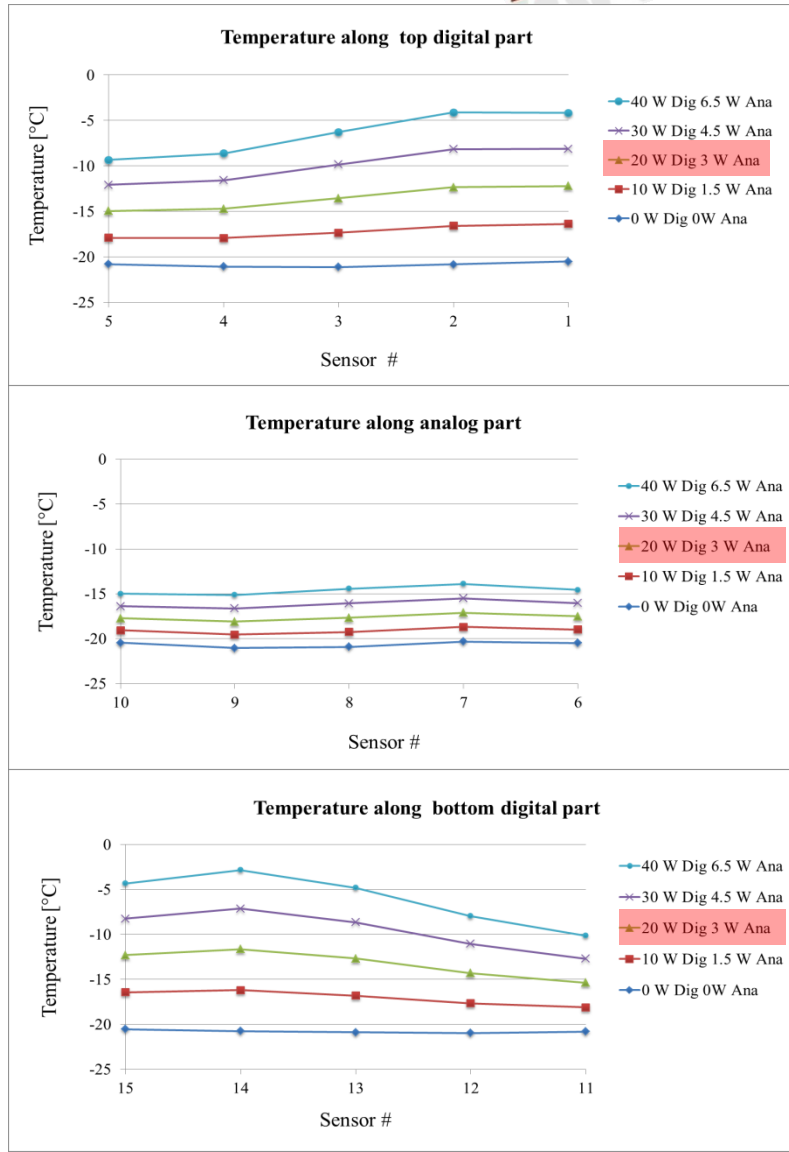 Temperature along top digital part
0
-5
-10
-15
-20
-25
Temperature [°C]
5 4 3 2 1
Sensor #
40 W Dig 6.5 W Ana
30 W Dig 4.5 W Ana
20 W Dig 3 W Ana
10 W Dig 1.5 W Ana
0 W Dig 0W Ana
Temperature along analog part
0
-5
-10
-15
-20
-25
Temperature [°C]
10 9 8 7 6
Sensor #
40 W Dig 6.5 W Ana
30 W Dig 4.5 W Ana
20 W Dig 3 W Ana
10 W Dig 1.5 W Ana
0 W Dig 0W Ana
Temperature along bottom digital part
0
-5
-10
-15
-20
-25
Temperature [°C]
15 14 13 12 11
Sensor #
40 W Dig 6.5 W Ana
30 W Dig 4.5 W Ana
20 W Dig 3 W Ana
10 W Dig 1.5 W Ana
0 W Dig 0W Ana